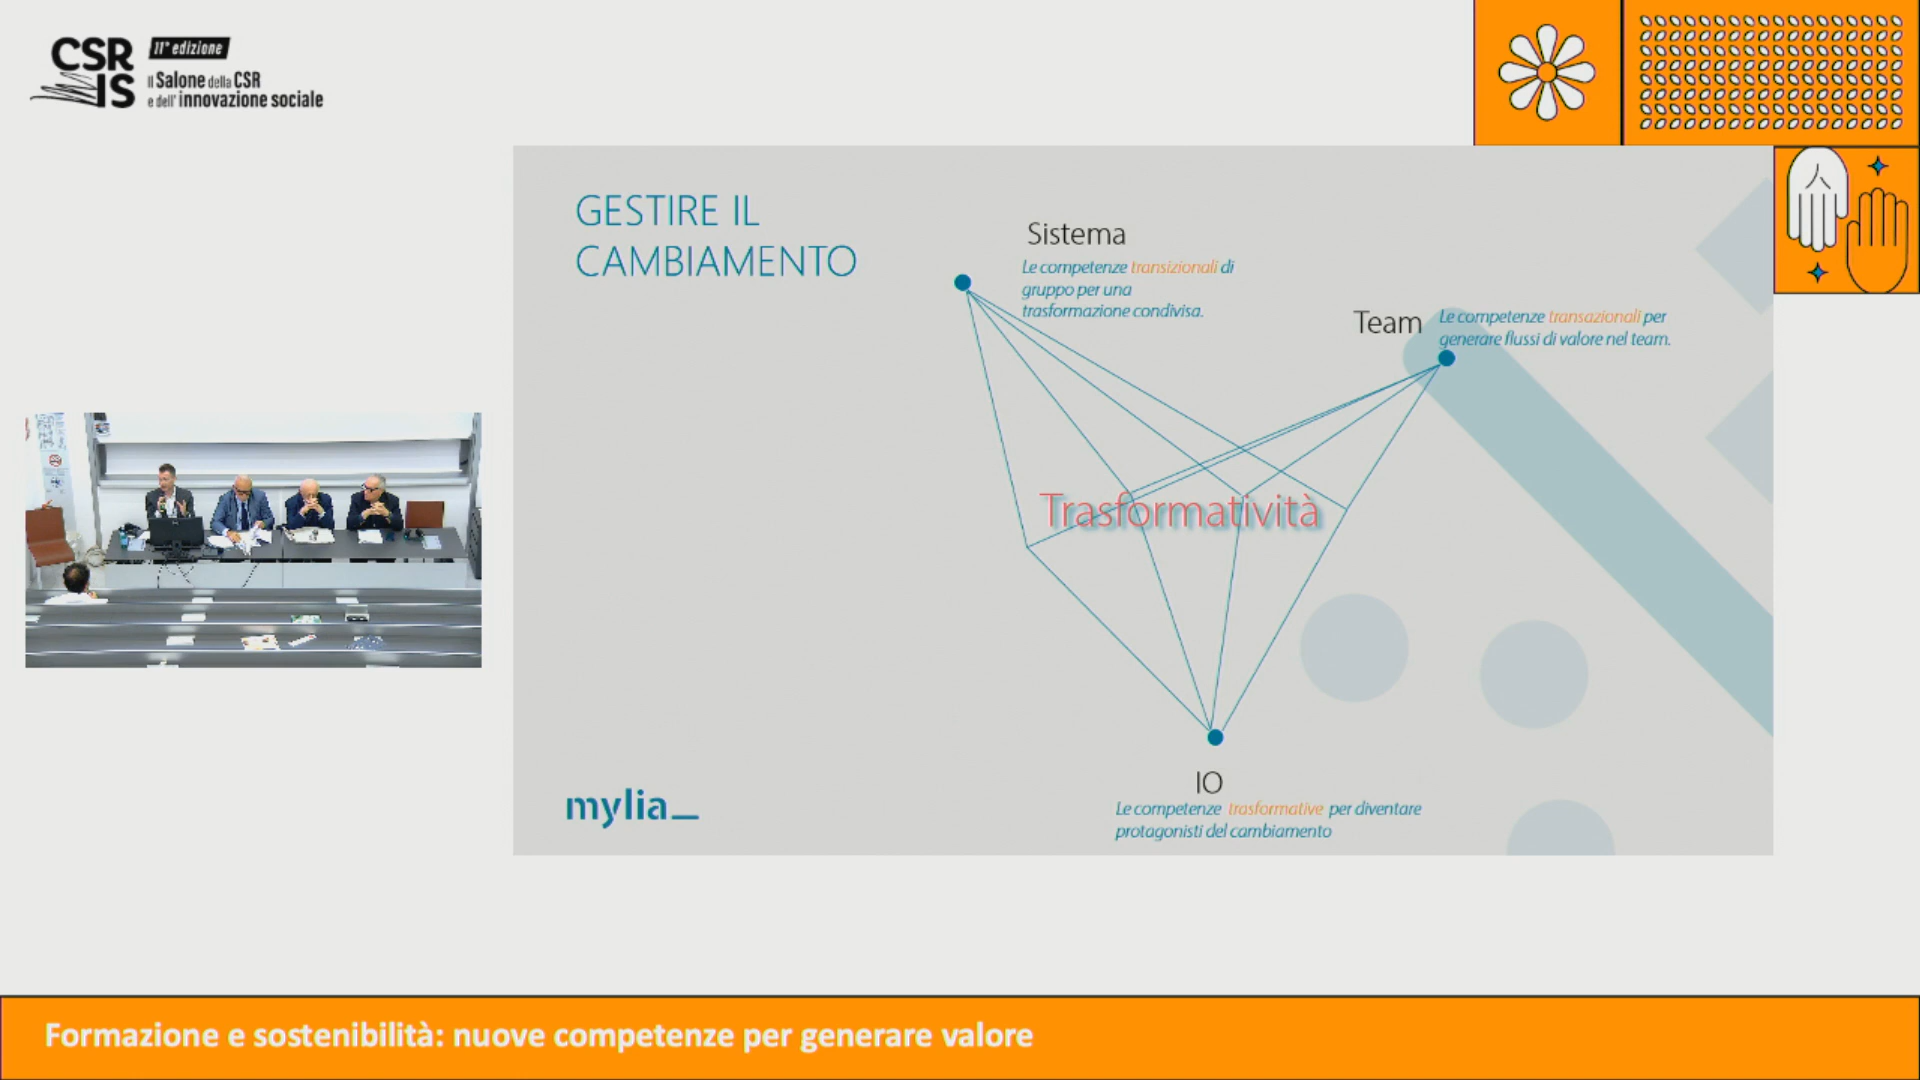 CSR
IS
11° edizione
Il Salone della CSR
e dell' innovazione sociale
GESTIRE IL
CAMBIAMENTO
Sistema
Le competenze transizionali di
gruppo per una
trasformazione condivisa.
Team
Le competenze transazionali per
generare flussi di valore nel team.
Trasformatività
IO
Le competenze trasformative per diventare
protagonisti del cambiamento
mylia_
Formazione e sostenibilità: nuove competenze per generare valore